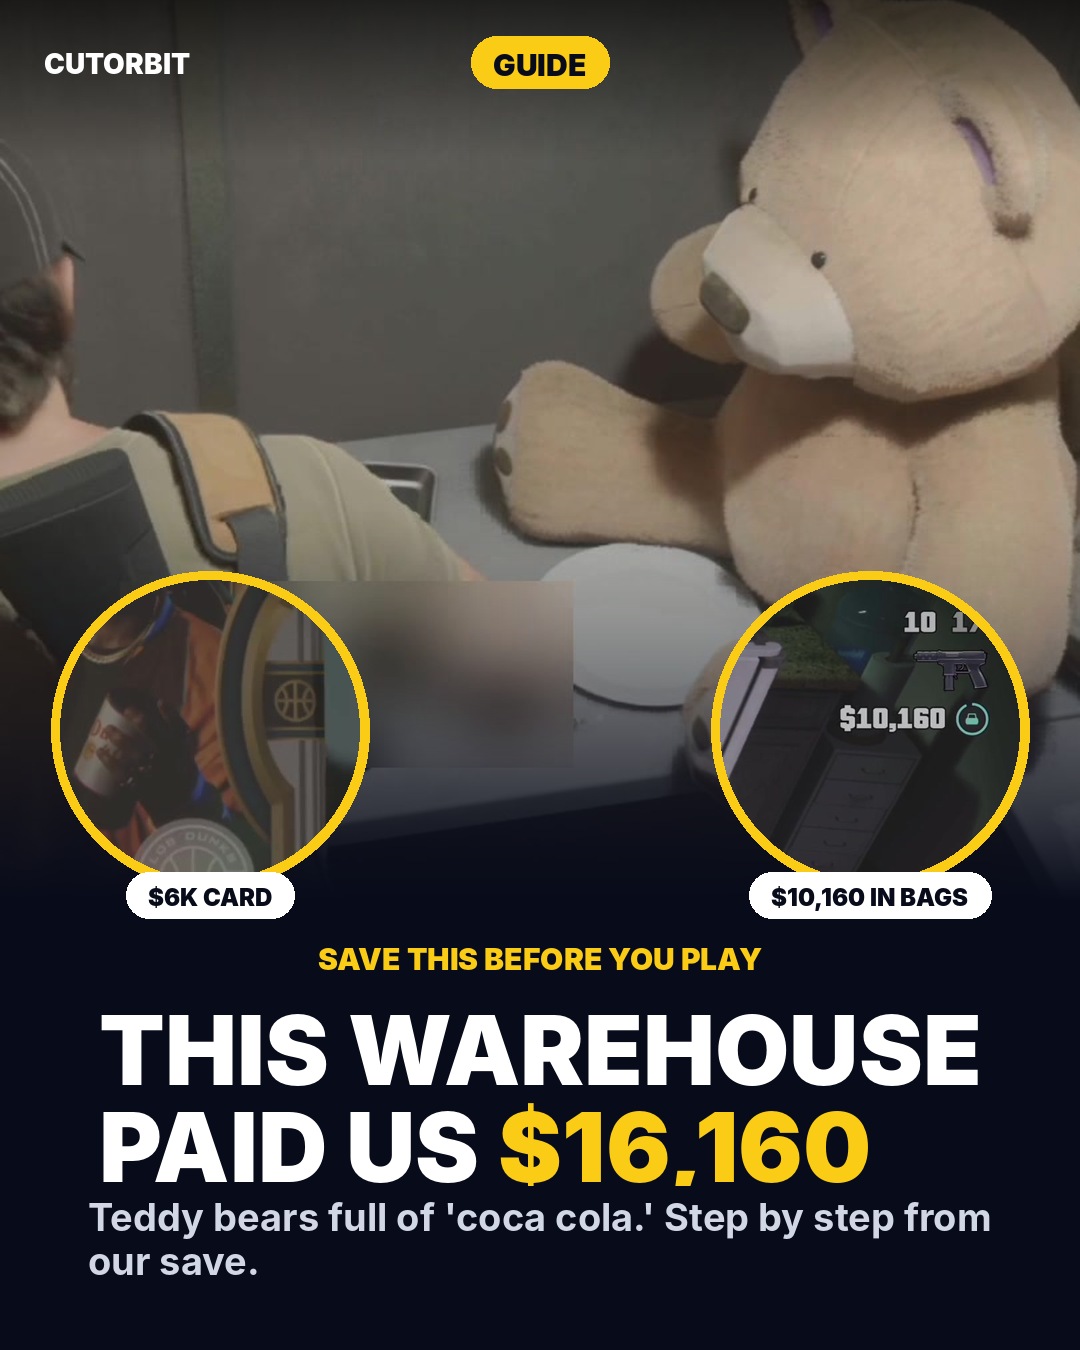 CUTORBIT
GUIDE
10
$10,160
$6K CARD
$10,160 IN BAGS
SAVE THIS BEFORE YOU PLAY
THIS WAREHOUSE
PAID US $16,160
Teddy bears full of 'coca cola.' Step by step from
our save.